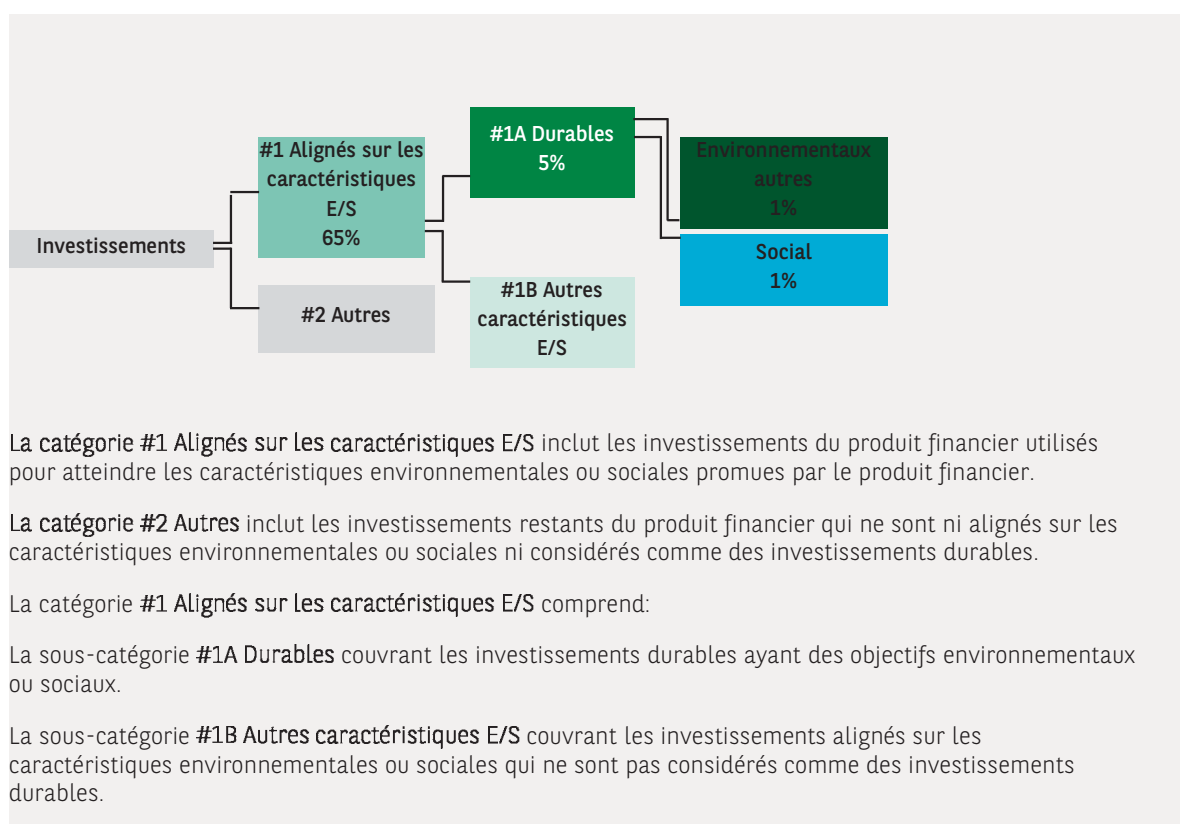 #1A Durables
5%
#1 Alignés sur les
caractéristiques
E/S
65%
Environnementaux
autres
1%
Investissements
Social
1%
#2 Autres
#1B Autres
caractéristiques
E/S
La catégorie #1 Alignés sur les caractéristiques E/S inclut les investissements du produit financier utilisés
pour atteindre les caractéristiques environnementales ou sociales promues par le produit financier.
La catégorie #2 Autres inclut les investissements restants du produit financier qui ne sont ni alignés sur les
caractéristiques environnementales ou sociales ni considérés comme des investissements durables.
La catégorie #1 Alignés sur les caractéristiques E/S comprend:
La sous-catégorie #1A Durables couvrant les investissements durables ayant des objectifs environnementaux
ou sociaux.
La sous-catégorie #1B Autres caractéristiques E/S couvrant les investissements alignés sur les
caractéristiques environnementales ou sociales qui ne sont pas considérés comme des investissements
durables.